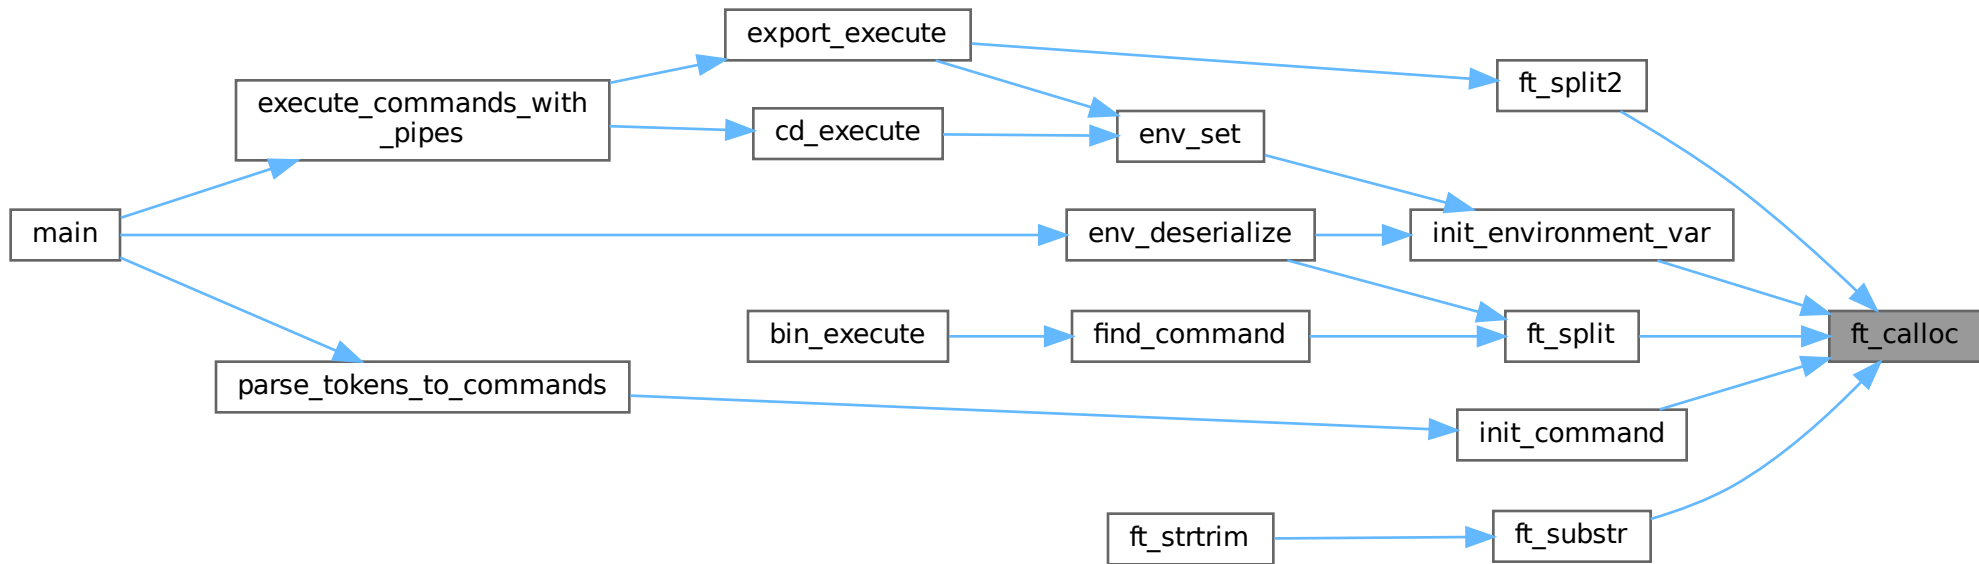 export_execute
ft_split2
execute_commands_with
_pipes
cd_execute
env_set
main
env_deserialize
init_environment_var
bin_execute
find_command
ft_split
ft_calloc
parse_tokens_to_commands
init_command
ft_strtrim
ft_substr